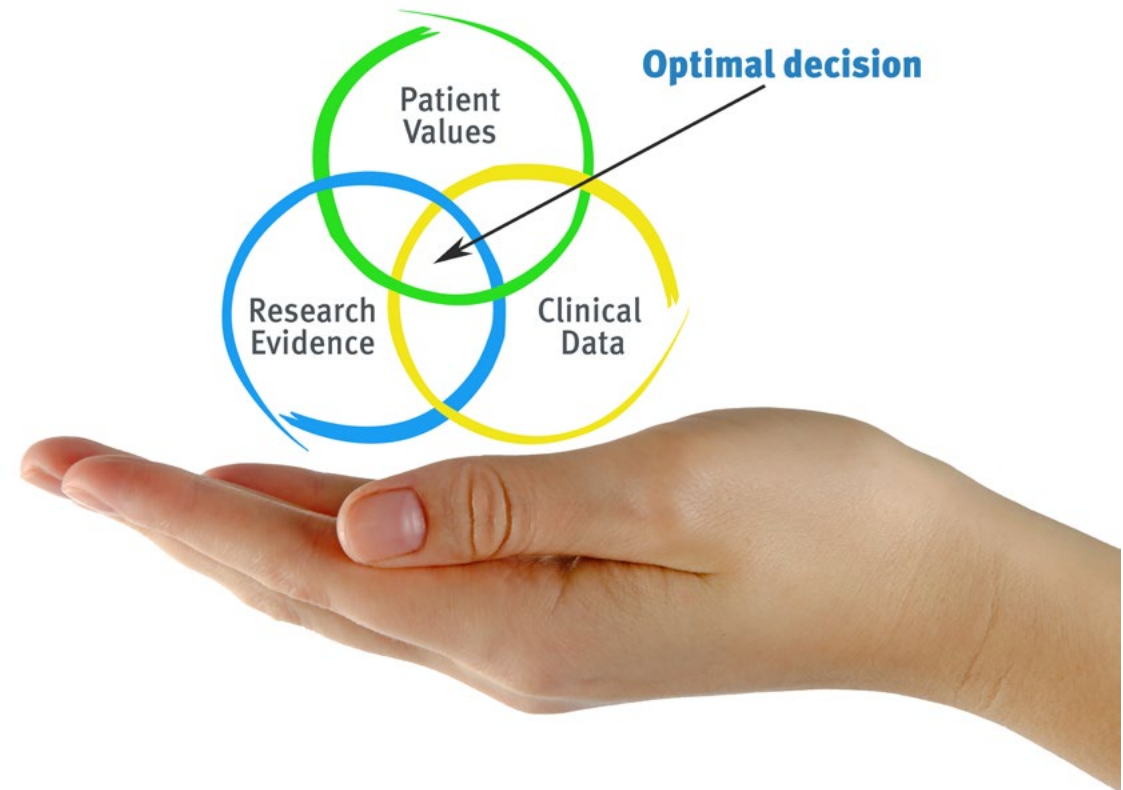 Optimal decision
Patient
Values
Research
Evidence
Clinical
Data